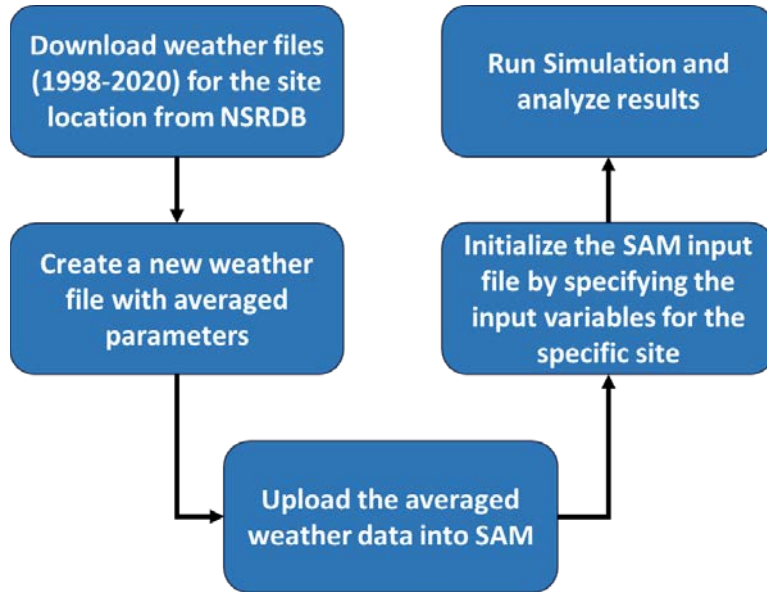 Download weather files
(1998-2020) for the site
location from NSRDB
Create a new weather
file with averaged
parameters
Upload the averaged
weather data into SAM
Initialize the SAM input
file by specifying the
input variables for the
specific site
Run Simulation and
analyze results